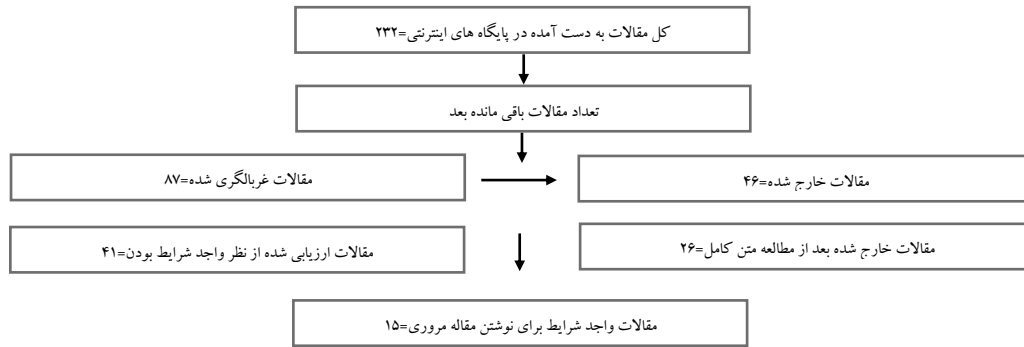 کل مقالات به دست آمده در پایگاه های اینترنتی=۲۳۲
تعداد مقالات باقی مانده بعد
مقالات غربالگری شده=۸۷
مقالات خارج شده=۴۶
مقالات ارزیابی شده از نظر واجد شرایط بودن=۴۱
مقالات خارج شده بعد از مطالعه متن کامل=۲۶
مقالات واجد شرایط برای نوشتن مقاله مروری=۱۵